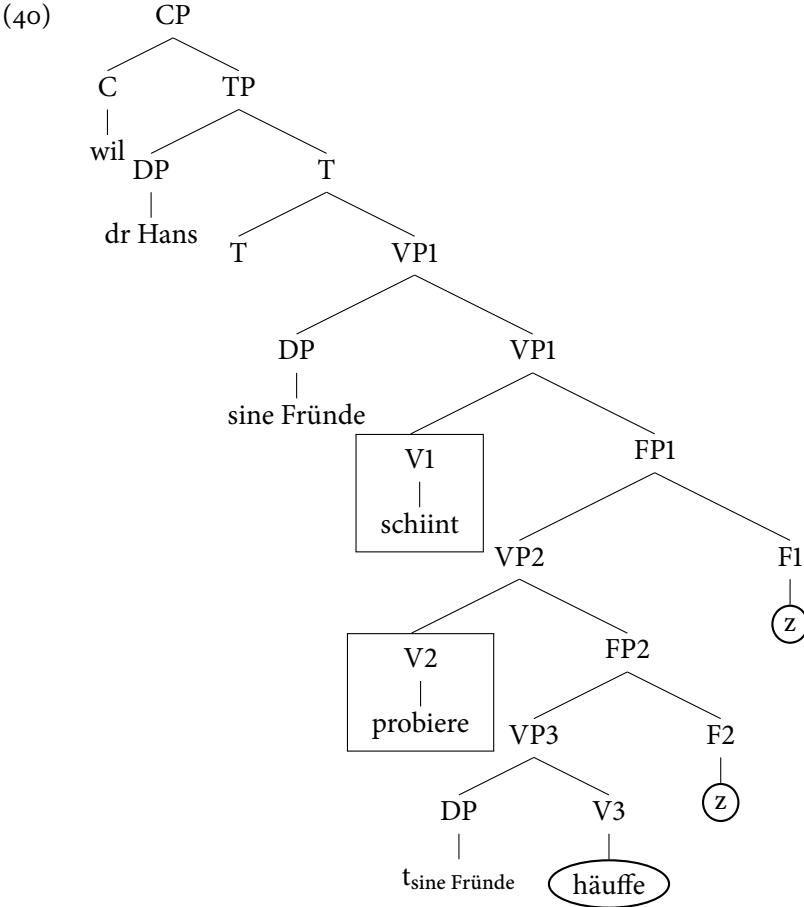 (40)
CP
C TP
wil
DP T
dr Hans
T VP1
DP VP1
sine Fründe
V1 FP1
schiint
VP2 F1
z
V2 FP2
probiere
VP3 F2
z
DP V3
tsine Fründe häuffe